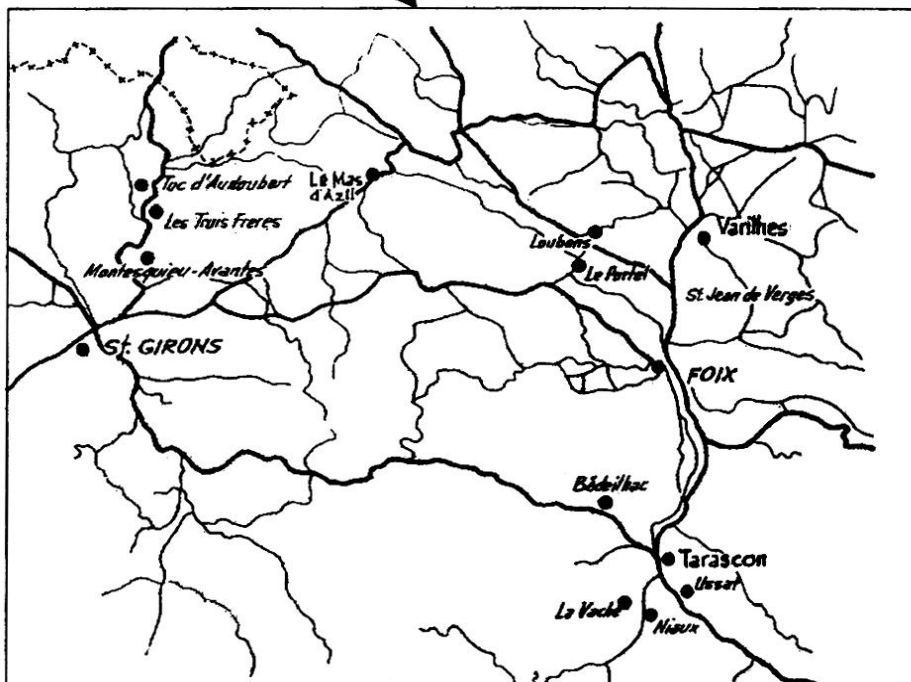 Tuc d'Audoubert
Le Mas
d'Azil
Les Trois Freres
Loubens
Varilhes
Montesquieu-Avantes
Le Portel
St Jean de Verges
St. GIRONS
FOIX
Bédeilhac
Tarascon
Ussat
La Vache
Niaux